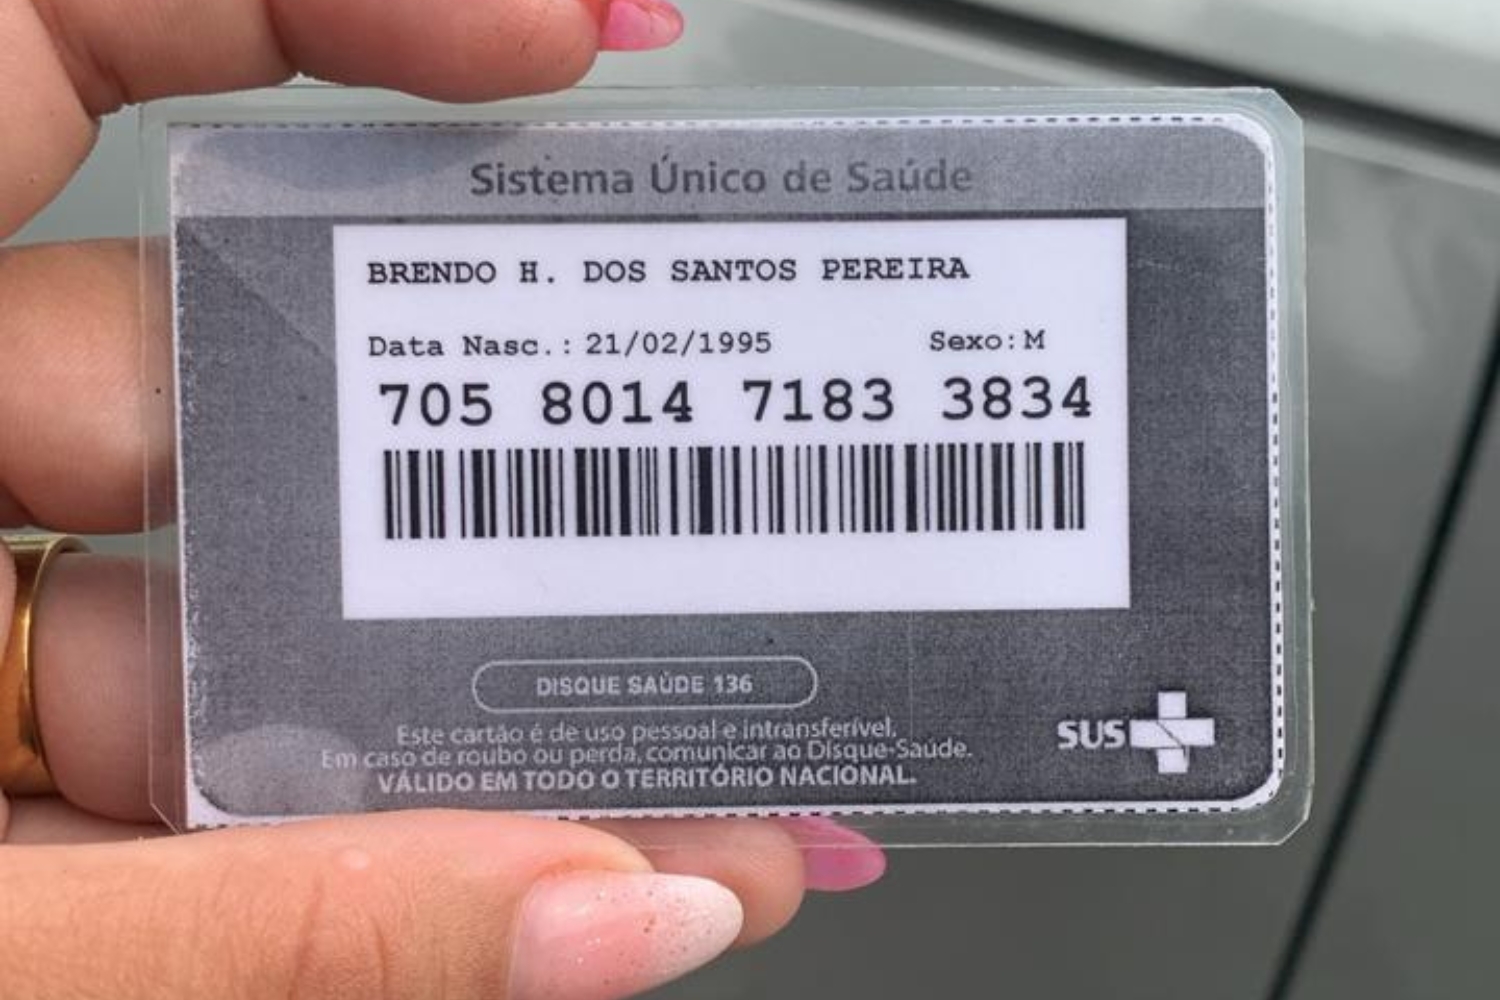 Sistema Único de Saúde
BRENDO H. DOS SANTOS PEREIRA
Data Nasc.: 21/02/1995 Sexo: M
705 8014 7183 3834
DISQUE SAÚDE 136
Este cartão é de uso pessoal e intransferível.
Em caso de roubo ou perda, comunicar ao Disque-Saúde.
VÁLIDO EM TODO O TERRITÓRIO NACIONAL.
SUS